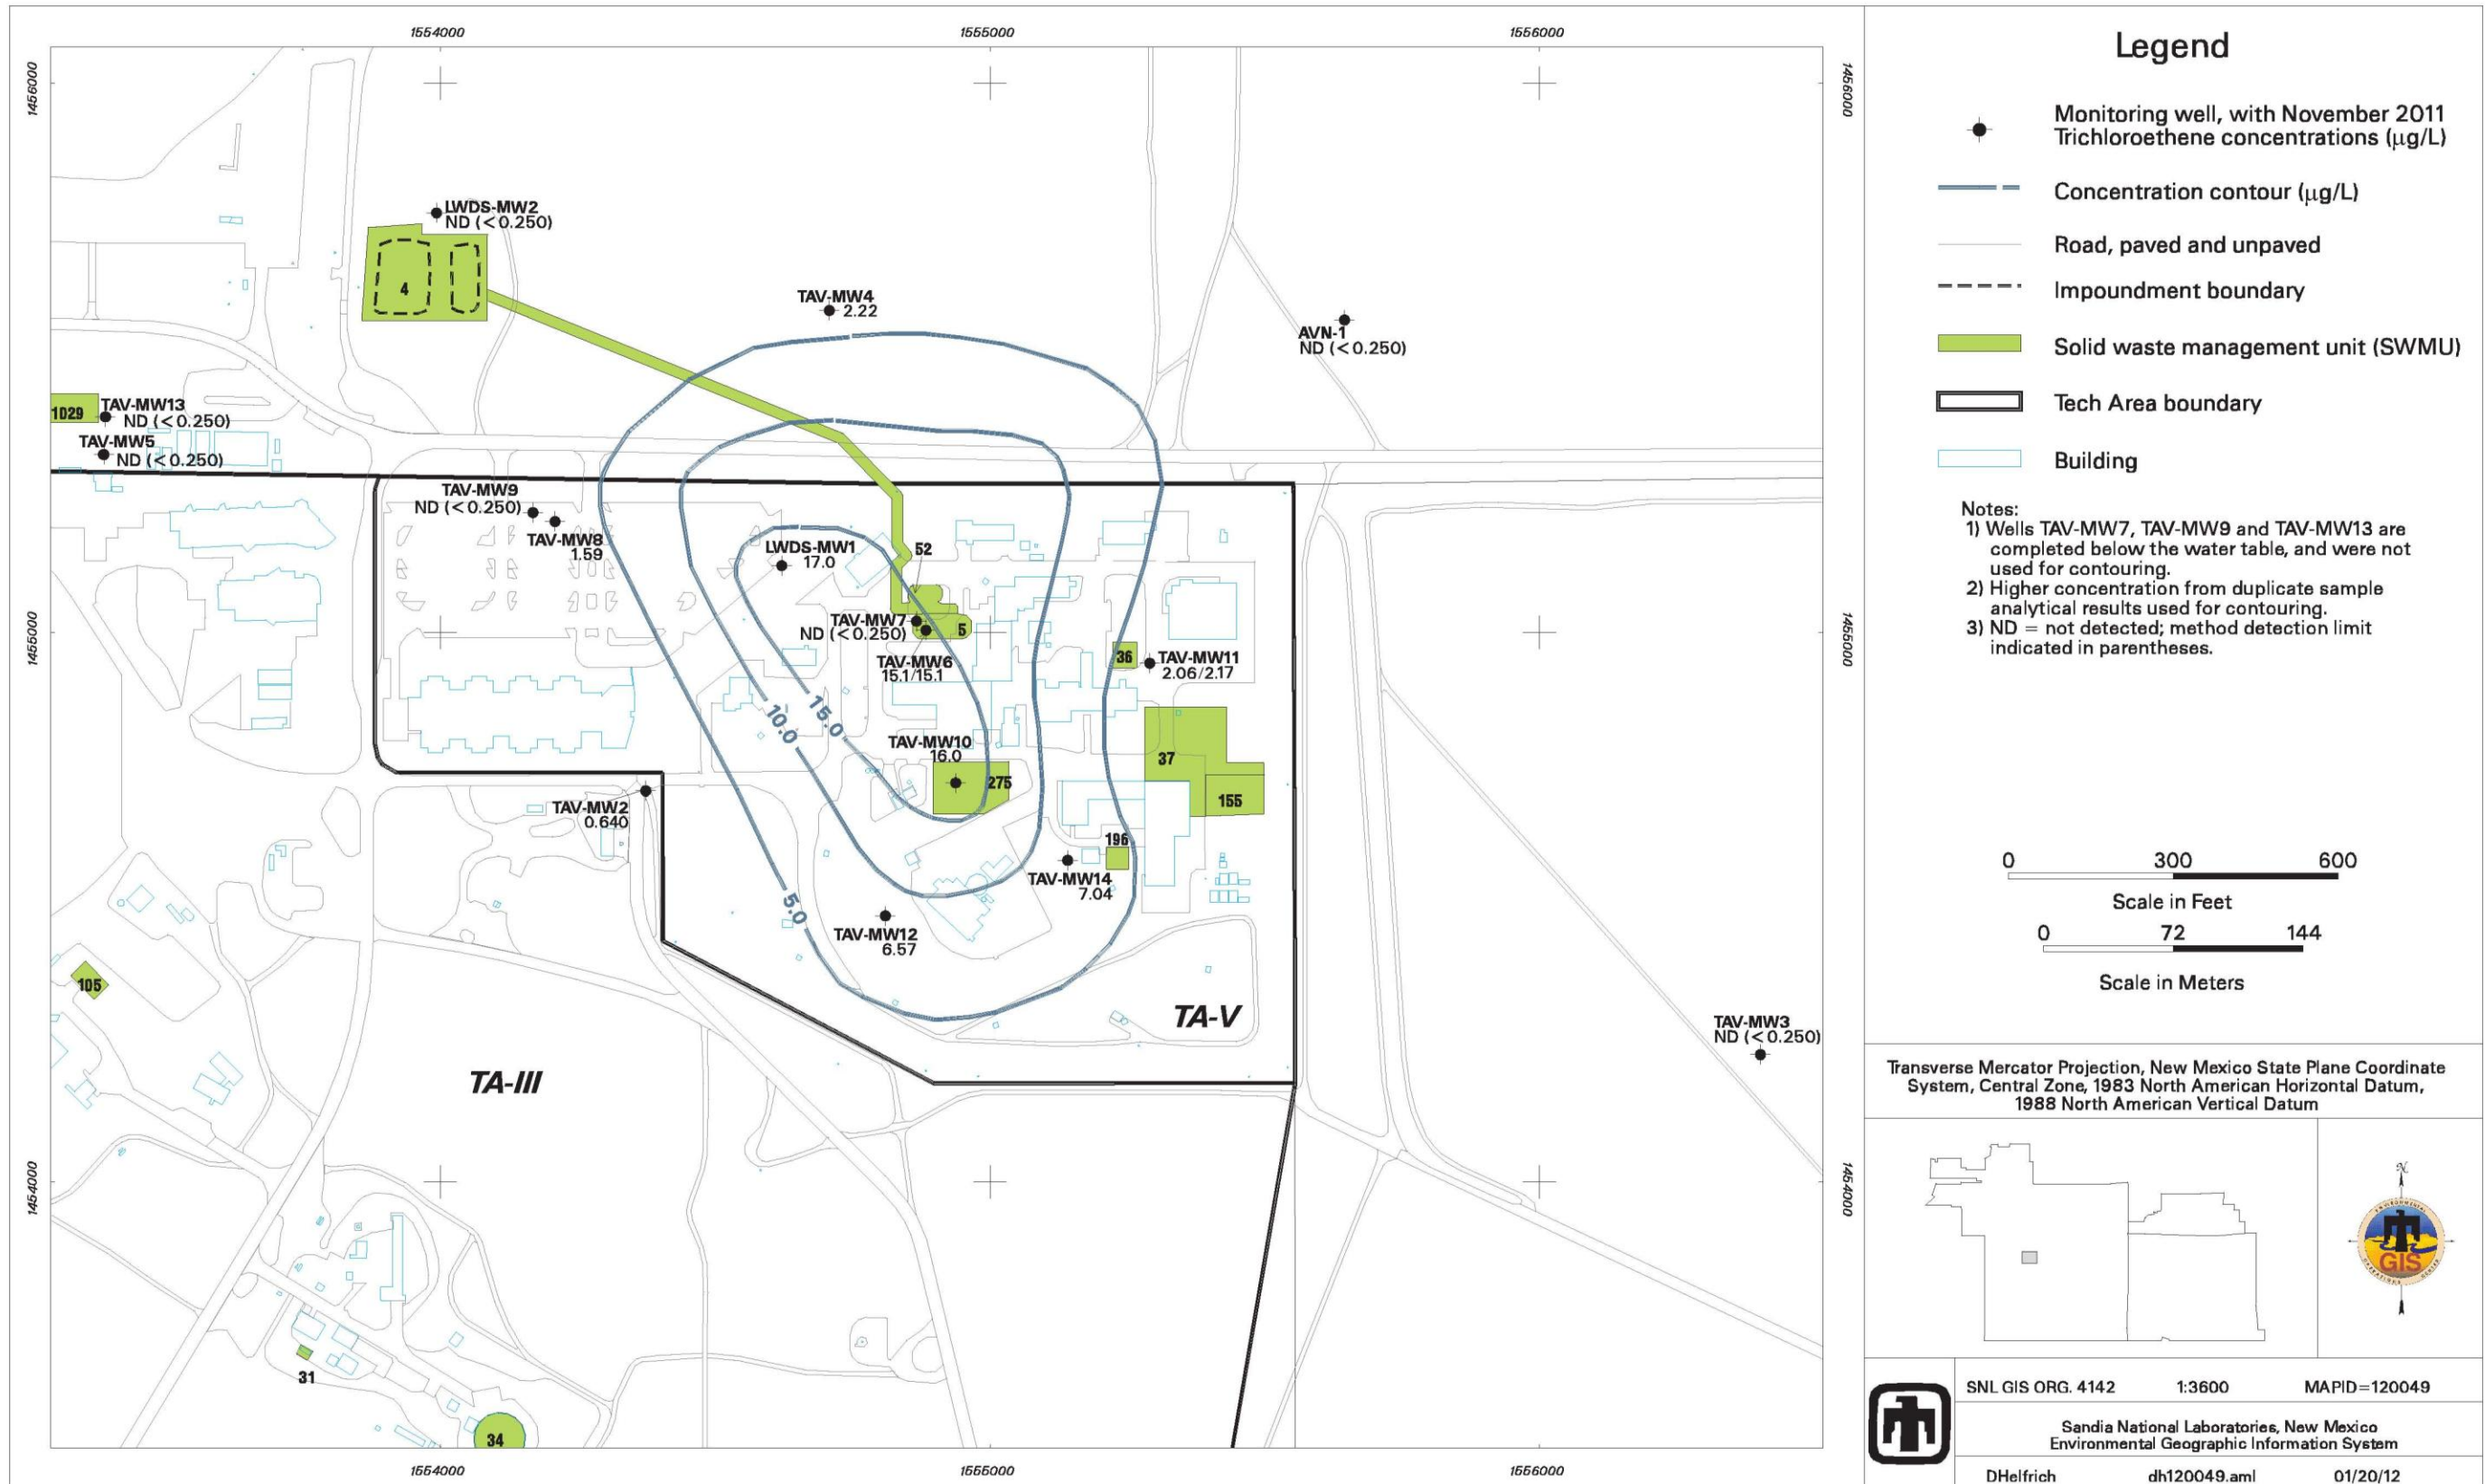 1554000
1555000
1556000
1456000
1456000
LWDS-MW2
ND (<0.250)
4
TAV-MW4
2.22
AVN-1
ND (<0.250)
1029
TAV-MW13
ND (<0.250)
TAV-MW5
ND (<0.250)
TAV-MW9
ND (<0.250)
TAV-MW8
1.59
LWDS-MW1
17.0
52
TAV-MW7
ND (<0.250)
5
1455000
1455000
TAV-MW6
15.1/15.1
36
TAV-MW11
2.06/2.17
10.0
15.0
TAV-MW10
16.0
275
37
155
TAV-MW2
0.640
196
TAV-MW14
7.04
5.0
TAV-MW12
6.57
105
TA-V
TAV-MW3
ND (<0.250)
TA-III
1454000
1454000
31
34
1554000
1555000
1556000
Legend
Monitoring well, with November 2011
Trichloroethene concentrations (µg/L)
Concentration contour (µg/L)
Road, paved and unpaved
Impoundment boundary
Solid waste management unit (SWMU)
Tech Area boundary
Building
Notes:
1) Wells TAV-MW7, TAV-MW9 and TAV-MW13 are
completed below the water table, and were not
used for contouring.
2) Higher concentration from duplicate sample
analytical results used for contouring.
3) ND = not detected; method detection limit
indicated in parentheses.
0 300 600
Scale in Feet
0 72 144
Scale in Meters
Transverse Mercator Projection, New Mexico State Plane Coordinate
System, Central Zone, 1983 North American Horizontal Datum,
1988 North American Vertical Datum
N
ENVIRONMENTAL
GIS
OPERATIONS CENTER
SNL GIS ORG. 4142 1:3600 MAPID=120049
Sandia National Laboratories, New Mexico
Environmental Geographic Information System
DHelfrich dh120049.aml 01/20/12